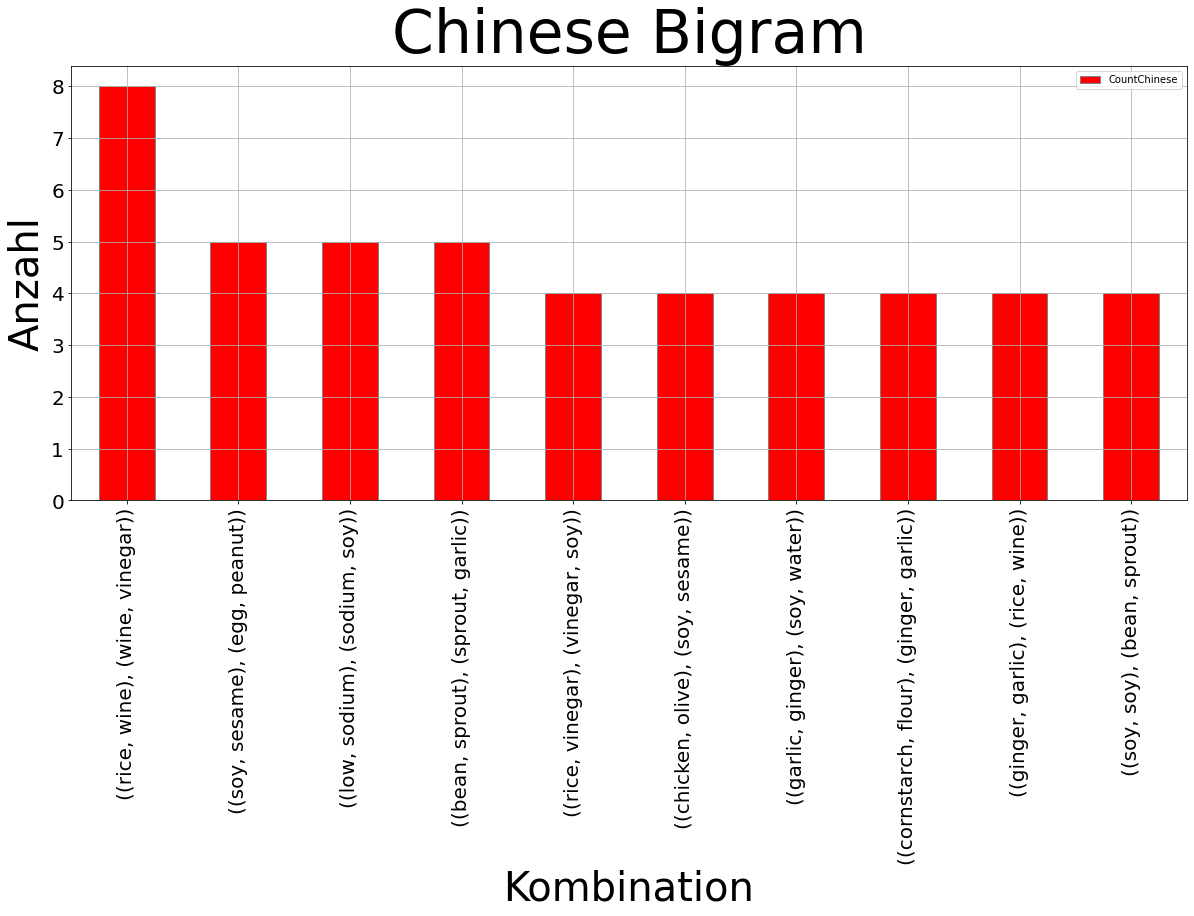 Chinese Bigram
CountChinese
Anzahl
8
7
6
5
4
3
2
1
0
((rice, wine), (wine, vinegar))
((soy, sesame), (egg, peanut))
((low, sodium), (sodium, soy))
((bean, sprout), (sprout, garlic))
((rice, vinegar), (vinegar, soy))
((chicken, olive), (soy, sesame))
((garlic, ginger), (soy, water))
((cornstarch, flour), (ginger, garlic))
((ginger, garlic), (rice, wine))
((soy, soy), (bean, sprout))
Kombination